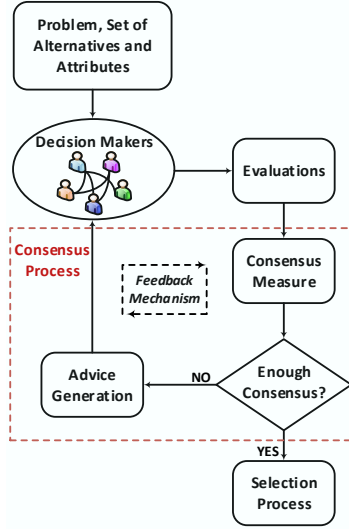 Problem, Set of
Alternatives and
Attributes
Decision Makers
Evaluations
Consensus
Process
Consensus
Measure
Feedback
Mechanism
Enough
Consensus?
NO
Advice
Generation
YES
Selection
Process